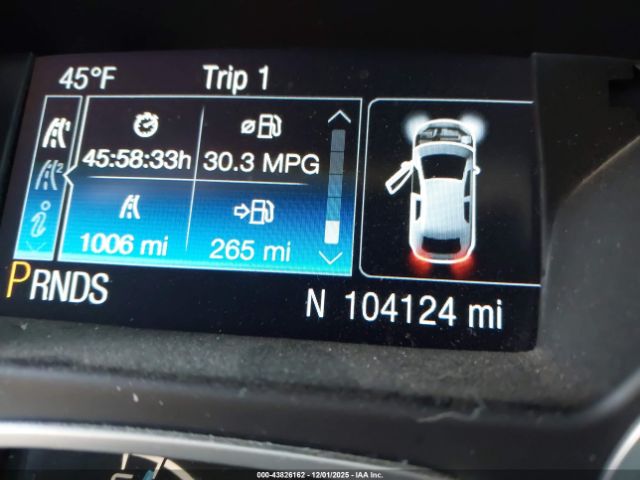 45°F Trip 1
45:58:33h 30.3 MPG
1006 mi 265 mi
PRNDS
N 104124 mi
000-43826162 - 12/01/2025 - IAA Inc.